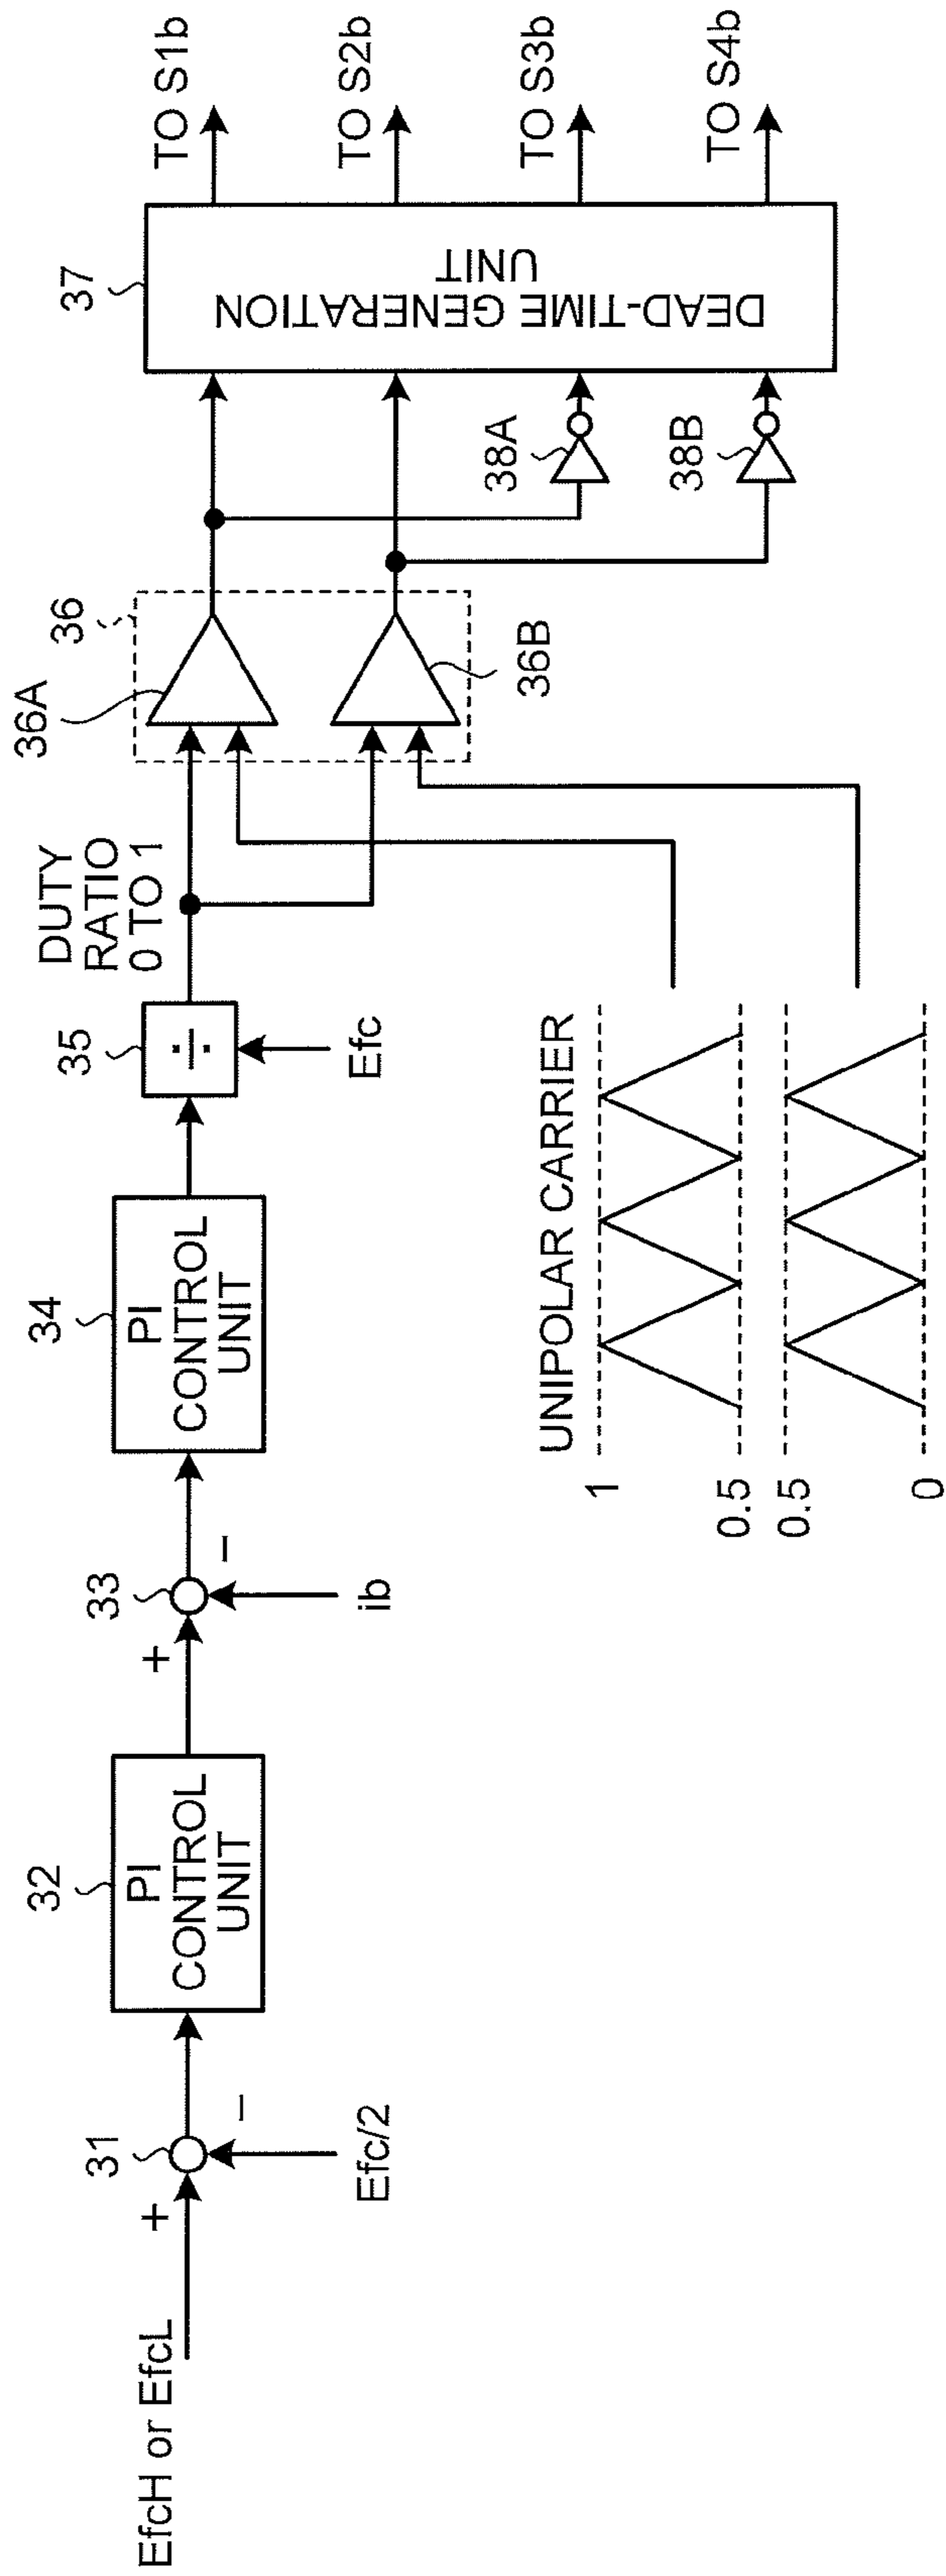 EfcH or EfcL
+
31
−
Efc/2
32
PI
CONTROL
UNIT
+
33
−
ib
34
PI
CONTROL
UNIT
35
÷
Efc
DUTY
RATIO
0 TO 1
36A
36
36B
38A
38B
37
DEAD-TIME GENERATION
UNIT
TO S1b
TO S2b
TO S3b
TO S4b
UNIPOLAR CARRIER
1
0.5
0.5
0